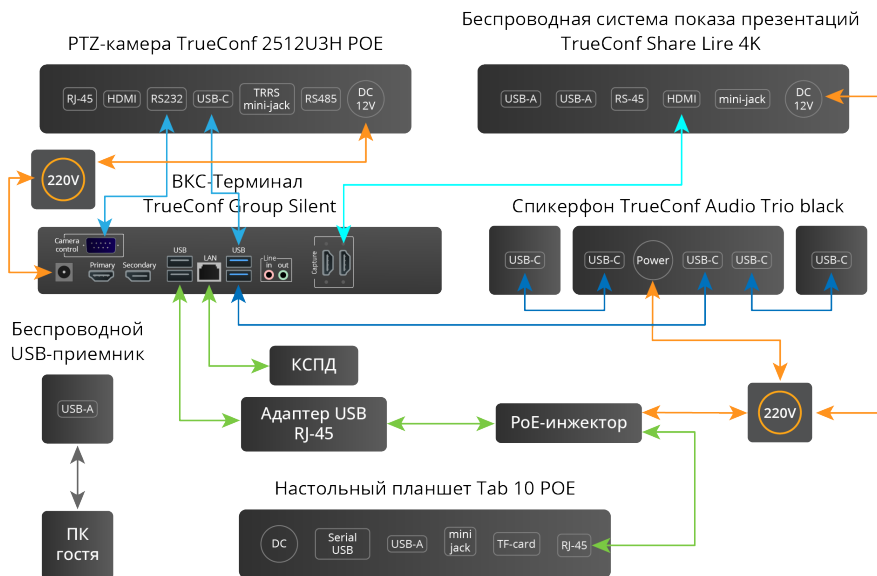 Беспроводная система показа презентаций
TrueConf Share Lire 4K
PTZ-камера TrueConf 2512U3H POE
RJ-45
HDMI
RS232
USB-C
TRRS
mini-jack
RS485
DC
12V
USB-A
USB-A
RS-45
HDMI
mini-jack
DC
12V
220V
ВКС-Терминал
TrueConf Group Silent
Camera
control
Primary
Secondary
USB
LAN
USB
Line
in
out
Capture
Спикерфон TrueConf Audio Trio black
USB-C
USB-C
Power
USB-C
USB-C
USB-C
Беспроводной
USB-приемник
USB-A
КСПД
Адаптер USB
RJ-45
PoE-инжектор
220V
Настольный планшет Tab 10 POE
ПК
гостя
DC
Serial
USB
USB-A
mini
jack
TF-card
RJ-45